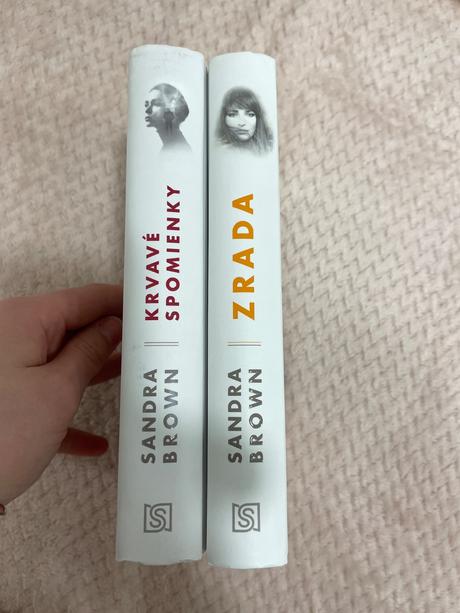 SANDRA
BROWN
KRVAVÉ
SPOMIENKY
SANDRA
BROWN
ZRADA
S
S